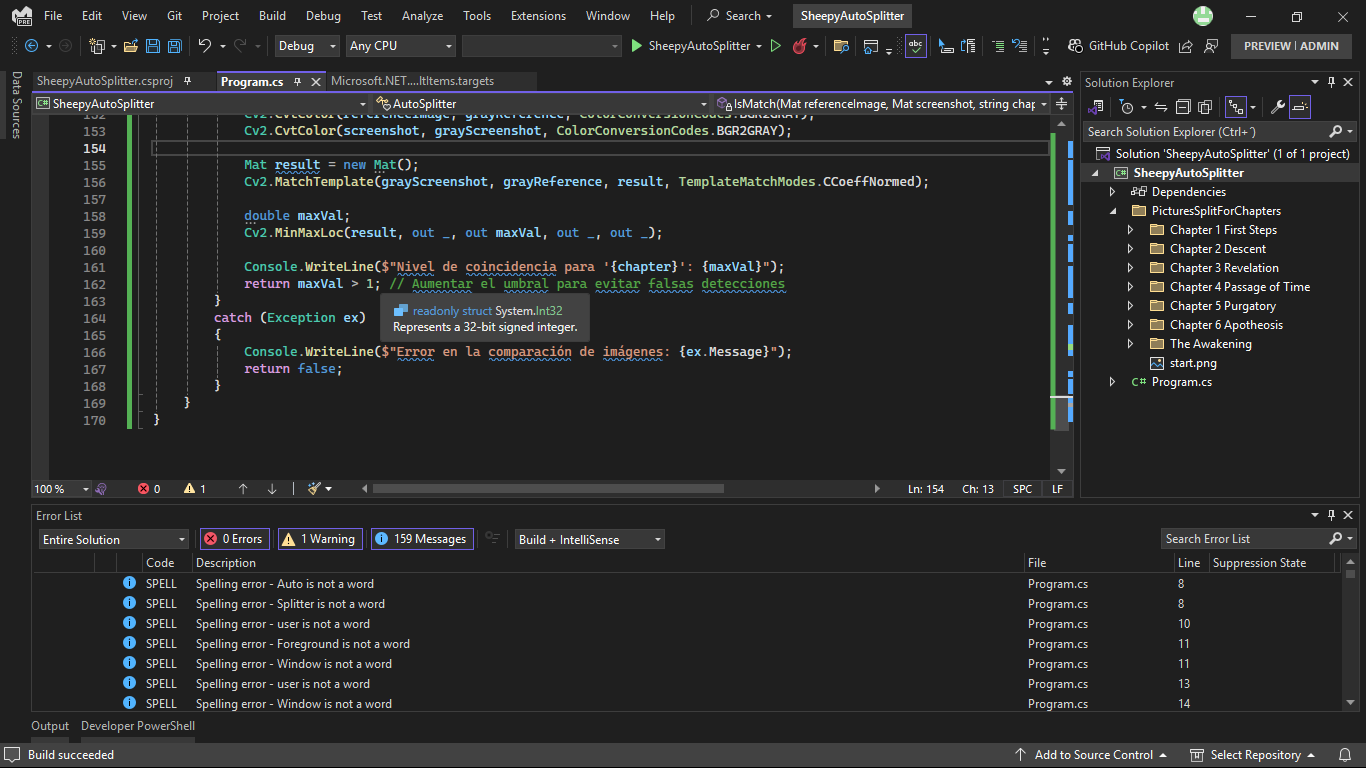 File Edit View Git Project Build Debug Test Analyze Tools Extensions Window Help Search SheepyAutoSplitter
PRE
Debug Any CPU SheepyAutoSplitter abc GitHub Copilot PREVIEW ADMIN
Data Sources
SheepyAutoSplitter.csproj Program.cs Microsoft.NET....ltItems.targets
C# SheepyAutoSplitter AutoSplitter IsMatch(Mat referenceImage, Mat screenshot, string chap
152 Cv2.CvtColor(referenceImage, grayReference, ColorConversionCodes.BGR2GRAY);
153 Cv2.CvtColor(screenshot, grayScreenshot, ColorConversionCodes.BGR2GRAY);
154
155 Mat result = new Mat();
156 Cv2.MatchTemplate(grayScreenshot, grayReference, result, TemplateMatchModes.CCoeffNormed);
157
158 double maxVal;
159 Cv2.MinMaxLoc(result, out _, out maxVal, out _, out _);
160
161 Console.WriteLine($"Nivel de coincidencia para '{chapter}': {maxVal}");
162 return maxVal > 1; // Aumentar el umbral para evitar falsas detecciones
163 }
164 catch (Exception ex)
165 {
166 Console.WriteLine($"Error en la comparación de imágenes: {ex.Message}");
167 return false;
168 }
169 }
170 }
readonly struct System.Int32
Represents a 32-bit signed integer.
100 % 0 1 Ln: 154 Ch: 13 SPC LF
Solution Explorer
Search Solution Explorer (Ctrl+´)
Solution 'SheepyAutoSplitter' (1 of 1 project)
C# SheepyAutoSplitter
Dependencies
PicturesSplitForChapters
Chapter 1 First Steps
Chapter 2 Descent
Chapter 3 Revelation
Chapter 4 Passage of Time
Chapter 5 Purgatory
Chapter 6 Apotheosis
The Awakening
start.png
C# Program.cs
Error List
Entire Solution 0 Errors 1 Warning 159 Messages Build + IntelliSense Search Error List
Code Description File Line Suppression State
SPELL Spelling error - Auto is not a word Program.cs 8
SPELL Spelling error - Splitter is not a word Program.cs 8
SPELL Spelling error - user is not a word Program.cs 10
SPELL Spelling error - Foreground is not a word Program.cs 11
SPELL Spelling error - Window is not a word Program.cs 11
SPELL Spelling error - user is not a word Program.cs 13
SPELL Spelling error - Window is not a word Program.cs 14
Output Developer PowerShell
Build succeeded Add to Source Control Select Repository